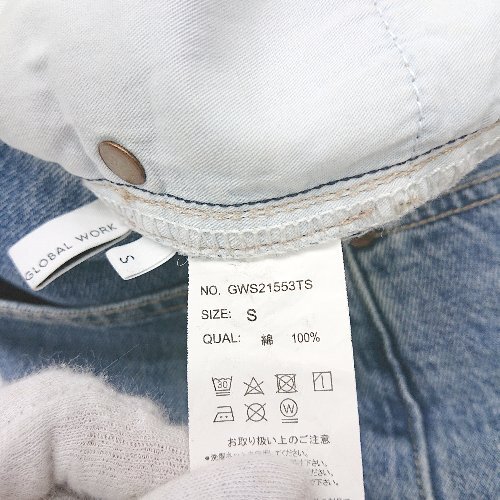 GLOBAL WORK
S
NO. GWS21553TS
SIZE: S
QUAL: 綿 100%
30
W
お取り扱い上のご注意